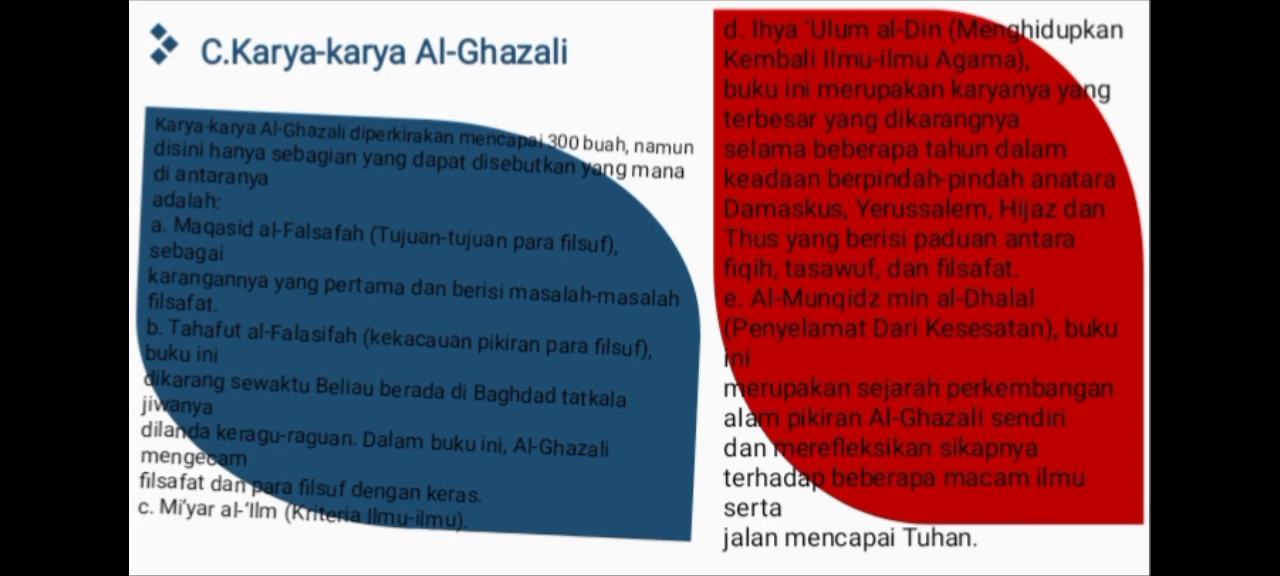 C.Karya-karya Al-Ghazali
Karya-karya Al-Ghazali diperkirakan mencapai 300 buah, namun
disini hanya sebagian yang dapat disebutkan yang mana
di antaranya
adalah:
a. Maqasid al-Falsafah (Tujuan-tujuan para filsuf),
sebagai
karangannya yang pertama dan berisi masalah-masalah
filsafat.
b. Tahafut al-Falasifah (kekacauan pikiran para filsuf),
buku ini
dikarang sewaktu Beliau berada di Baghdad tatkala
jiwanya
dilanda keragu-raguan. Dalam buku ini, Al-Ghazali
mengecam
filsafat dan para filsuf dengan keras.
c. Mi’yar al-‘Ilm (Kriteria Ilmu-ilmu).
d. Ihya ‘Ulum al-Din (Menghidupkan
Kembali Ilmu-ilmu Agama),
buku ini merupakan karyanya yang
terbesar yang dikarangnya
selama beberapa tahun dalam
keadaan berpindah-pindah anatara
Damaskus, Yerussalem, Hijaz dan
Thus yang berisi paduan antara
fiqih, tasawuf, dan filsafat.
e. Al-Munqidz min al-Dhalal
(Penyelamat Dari Kesesatan), buku
ini
merupakan sejarah perkembangan
alam pikiran Al-Ghazali sendiri
dan merefleksikan sikapnya
terhadap beberapa macam ilmu
serta
jalan mencapai Tuhan.